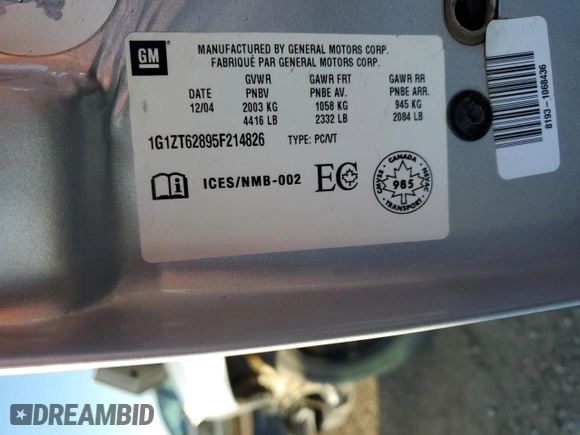 GM
MANUFACTURED BY GENERAL MOTORS CORP.
FABRIQUÉ PAR GENERAL MOTORS CORP.
GVWR GAWR FRT GAWR RR
DATE PNBV PNBE AV. PNBE ARR.
12/04 2003 KG 1058 KG 945 KG
4416 LB 2332 LB 2084 LB
1G1ZT62895F214826 TYPE: PC/VT
ICES/NMB-002 EC
CANADA
CMVSS NSVAC
985
TRANSPORT
8193-1068436
DREAMBID